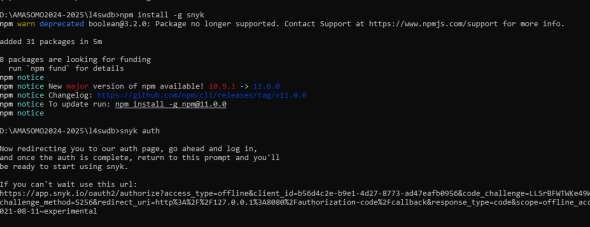 D:\AMASOMO2024-2025\l4swdb>npm install -g snyk
npm warn deprecated boolean@3.2.0: Package no longer supported. Contact Support at https://www.npmjs.com/support for more info.
added 31 packages in 5m
8 packages are looking for funding
run `npm fund` for details
npm notice
npm notice New major version of npm available! 10.9.1 -> 11.0.0
npm notice Changelog: https://github.com/npm/cli/releases/tag/v11.0.0
npm notice To update run: npm install -g npm@11.0.0
npm notice
D:\AMASOMO2024-2025\l4swdb>snyk auth
Now redirecting you to our auth page, go ahead and log in,
and once the auth is complete, return to this prompt and you'll
be ready to start using snyk.
If you can't wait use this url:
https://app.snyk.io/oauth2/authorize?access_type=offline&client_id=b56d4c2e-b9e1-4d27-8773-ad47eafb0956&code_challenge=LLSrBFWTWKe49W
challenge_method=S256&redirect_uri=http%3A%2F%2F127.0.0.1%3A8080%2Fauthorization-code%2Fcallback&response_type=code&scope=offline_acc
021-08-11~experimental